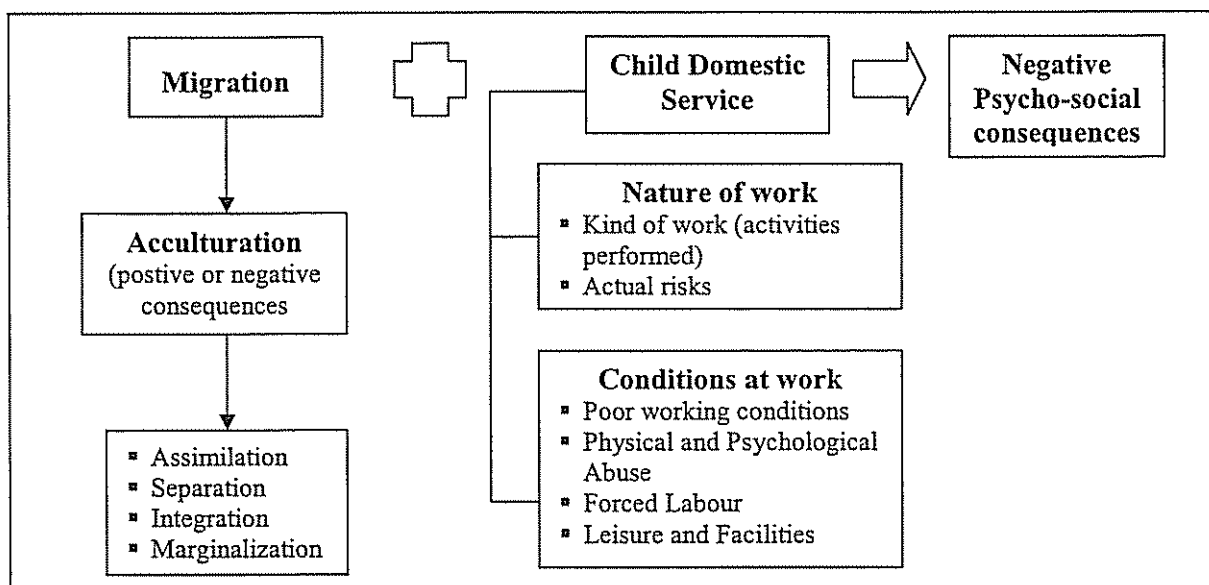 Migration
Acculturation
(postive or negative
consequences
▪ Assimilation
▪ Separation
▪ Integration
▪ Marginalization
Child Domestic
Service
Nature of work
▪ Kind of work (activities
performed)
▪ Actual risks
Conditions at work
▪ Poor working conditions
▪ Physical and Psychological
Abuse
▪ Forced Labour
▪ Leisure and Facilities
Negative
Psycho-social
consequences